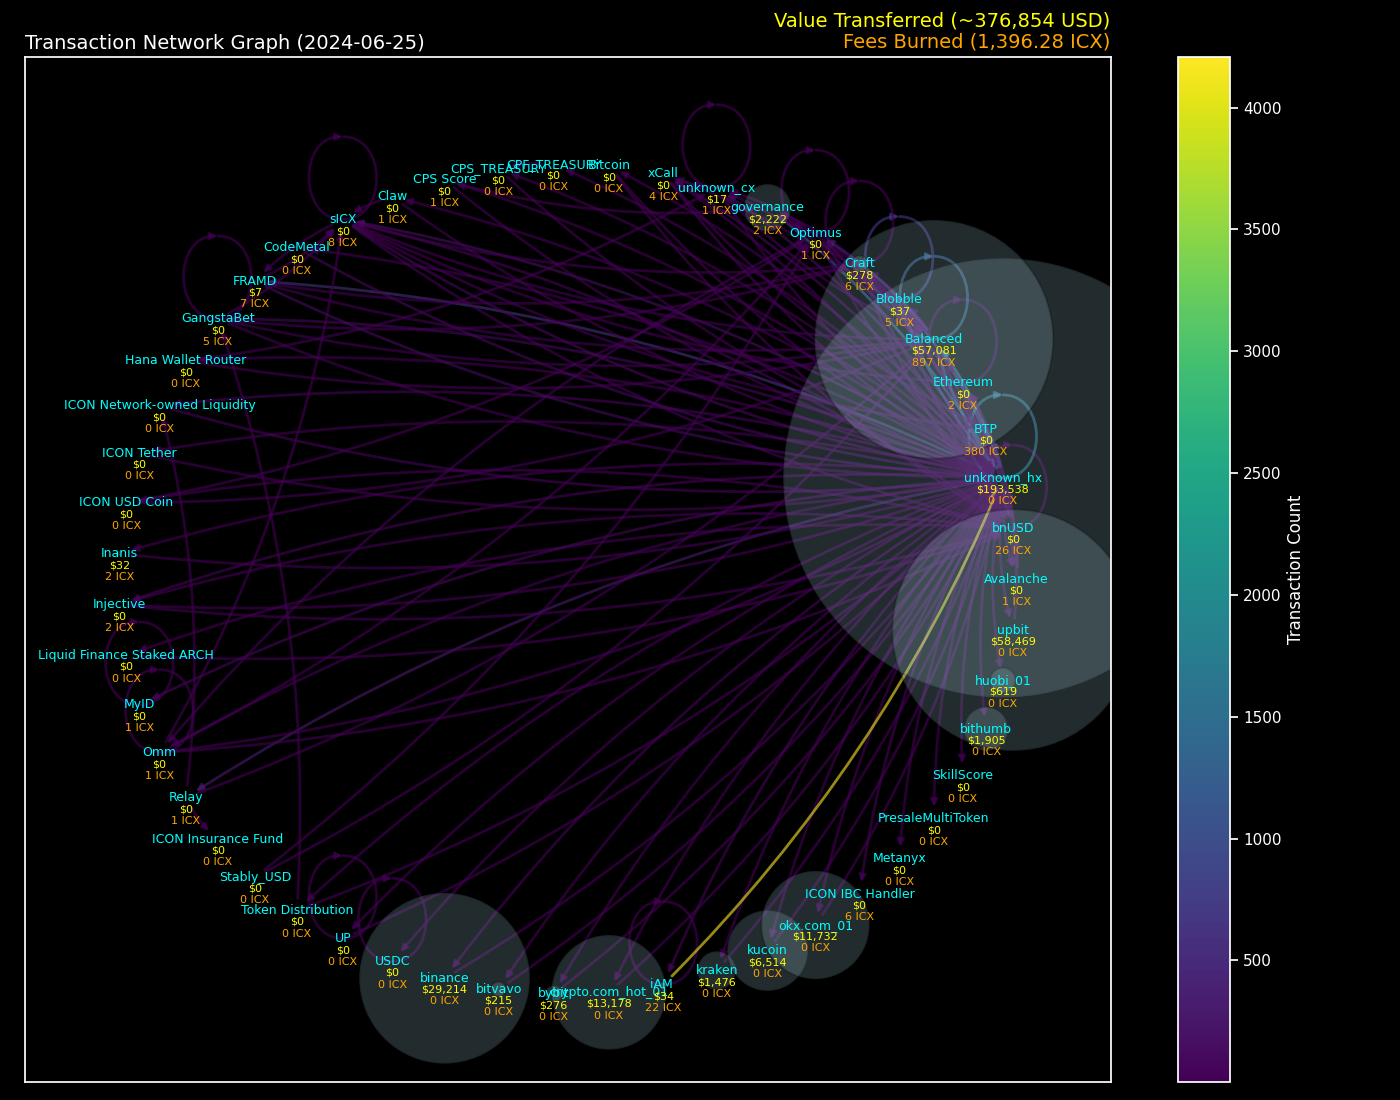 Value Transferred (~376,854 USD)
Transaction Network Graph (2024-06-25)
Fees Burned (1,396.28 ICX)
CPS_TREASURY
$0
0 ICX
CPF_TREASURY
$0
0 ICX
Bitcoin
$0
0 ICX
xCall
$0
4 ICX
CPS Score
$0
1 ICX
unknown_cx
$17
1 ICX
Claw
$0
1 ICX
governance
$2,222
2 ICX
sICX
$0
8 ICX
Optimus
$0
1 ICX
CodeMetal
$0
0 ICX
Craft
$278
6 ICX
FRAMD
$7
7 ICX
Blobble
$37
5 ICX
GangstaBet
$0
5 ICX
Balanced
$57,081
897 ICX
Hana Wallet Router
$0
0 ICX
Ethereum
$0
2 ICX
ICON Network-owned Liquidity
$0
0 ICX
BTP
$0
380 ICX
ICON Tether
$0
0 ICX
unknown_hx
$193,538
0 ICX
ICON USD Coin
$0
0 ICX
bnUSD
$0
26 ICX
Inanis
$32
2 ICX
Avalanche
$0
1 ICX
Injective
$0
2 ICX
upbit
$58,469
0 ICX
Liquid Finance Staked ARCH
$0
0 ICX
huobi_01
$619
0 ICX
MyID
$0
1 ICX
bithumb
$1,905
0 ICX
Omm
$0
1 ICX
SkillScore
$0
0 ICX
Relay
$0
1 ICX
PresaleMultiToken
$0
0 ICX
ICON Insurance Fund
$0
0 ICX
Metanyx
$0
0 ICX
Stably_USD
$0
0 ICX
ICON IBC Handler
$0
6 ICX
Token Distribution
$0
0 ICX
okx.com_01
$11,732
0 ICX
UP
$0
0 ICX
kucoin
$6,514
0 ICX
USDC
$0
0 ICX
kraken
$1,476
0 ICX
binance
$29,214
0 ICX
bitvavo
$215
0 ICX
$276
0 ICX
crypto.com_hot_01
$13,178
0 ICX
iAM
$34
22 ICX
4000
3500
3000
2500
2000
1500
1000
500
Transaction Count